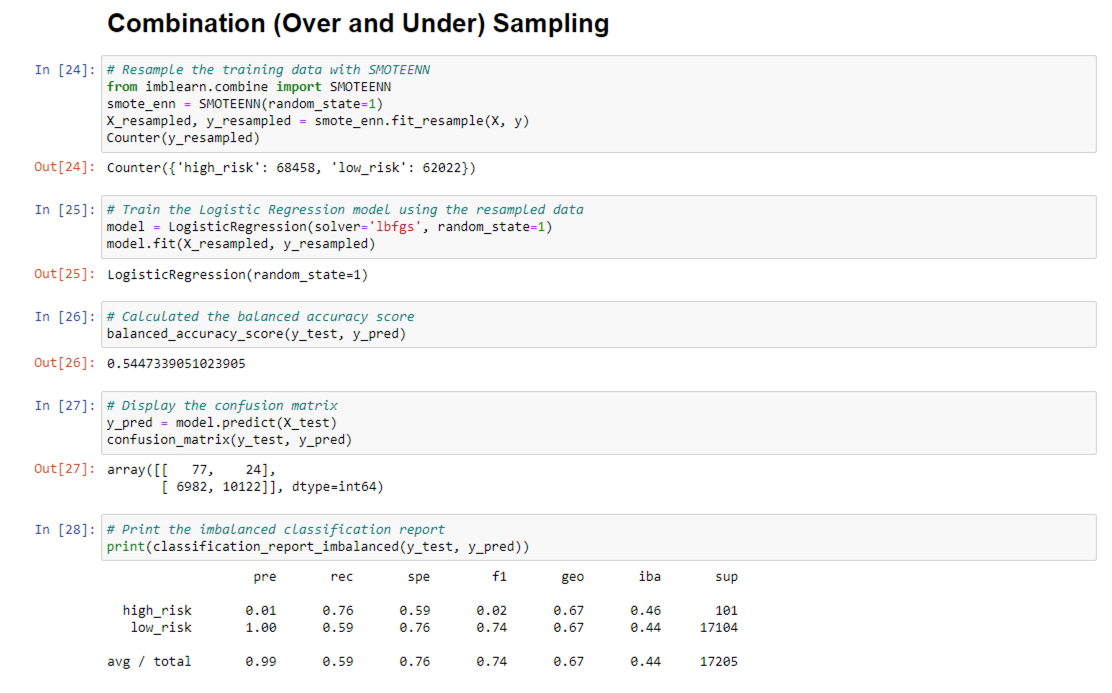 Combination (Over and Under) Sampling
In [24]: # Resample the training data with SMOTEENN
from imblearn.combine import SMOTEENN
smote_enn = SMOTEENN(random_state=1)
X_resampled, y_resampled = smote_enn.fit_resample(X, y)
Counter(y_resampled)
Out[24]: Counter({'high_risk': 68458, 'low_risk': 62022})
In [25]: # Train the Logistic Regression model using the resampled data
model = LogisticRegression(solver='lbfgs', random_state=1)
model.fit(X_resampled, y_resampled)
Out[25]: LogisticRegression(random_state=1)
In [26]: # Calculated the balanced accuracy score
balanced_accuracy_score(y_test, y_pred)
Out[26]: 0.5447339051023905
In [27]: # Display the confusion matrix
y_pred = model.predict(X_test)
confusion_matrix(y_test, y_pred)
Out[27]: array([[   77,    24],
       [ 6982, 10122]], dtype=int64)
In [28]: # Print the imbalanced classification report
print(classification_report_imbalanced(y_test, y_pred))
pre rec spe f1 geo iba sup
high_risk 0.01 0.76 0.59 0.02 0.67 0.46 101
low_risk 1.00 0.59 0.76 0.74 0.67 0.44 17104
avg / total 0.99 0.59 0.76 0.74 0.67 0.44 17205